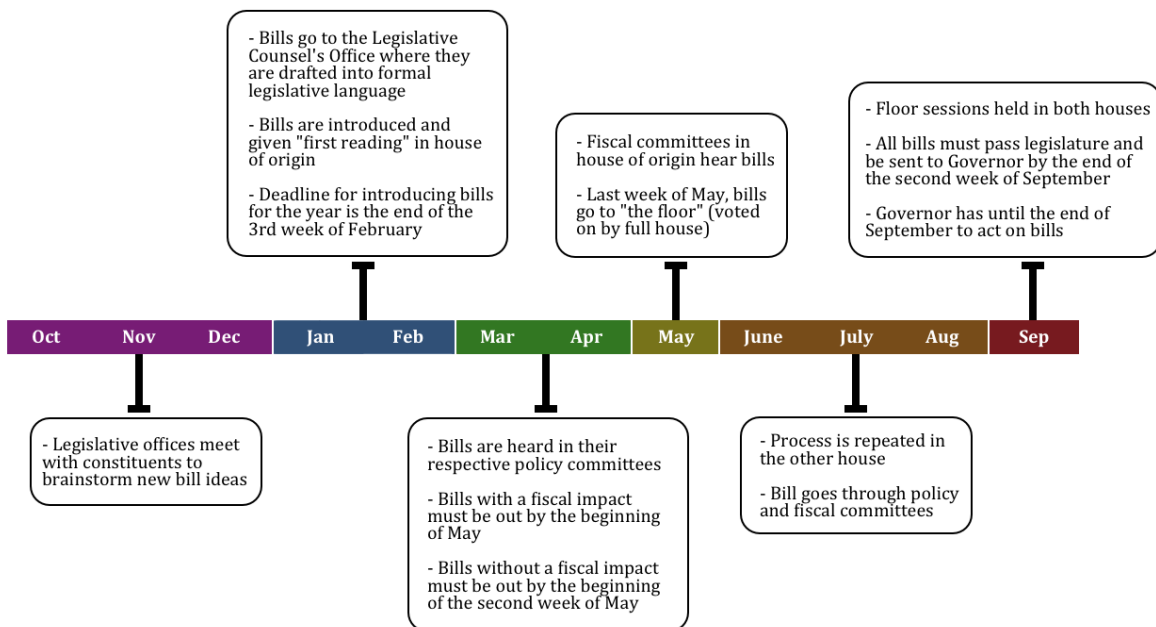 - Bills go to the Legislative
Counsel's Office where they
are drafted into formal
legislative language
- Bills are introduced and
given "first reading" in house
of origin
- Deadline for introducing bills
for the year is the end of the
3rd week of February
- Fiscal committees in
house of origin hear bills
- Last week of May, bills
go to "the floor" (voted
on by full house)
- Floor sessions held in both houses
- All bills must pass legislature and
be sent to Governor by the end of
the second week of September
- Governor has until the end of
September to act on bills
Oct Nov Dec Jan Feb Mar Apr May June July Aug Sep
- Legislative offices meet
with constituents to
brainstorm new bill ideas
- Bills are heard in their
respective policy committees
- Bills with a fiscal impact
must be out by the beginning
of May
- Bills without a fiscal impact
must be out by the beginning
of the second week of May
- Process is repeated in
the other house
- Bill goes through policy
and fiscal committees